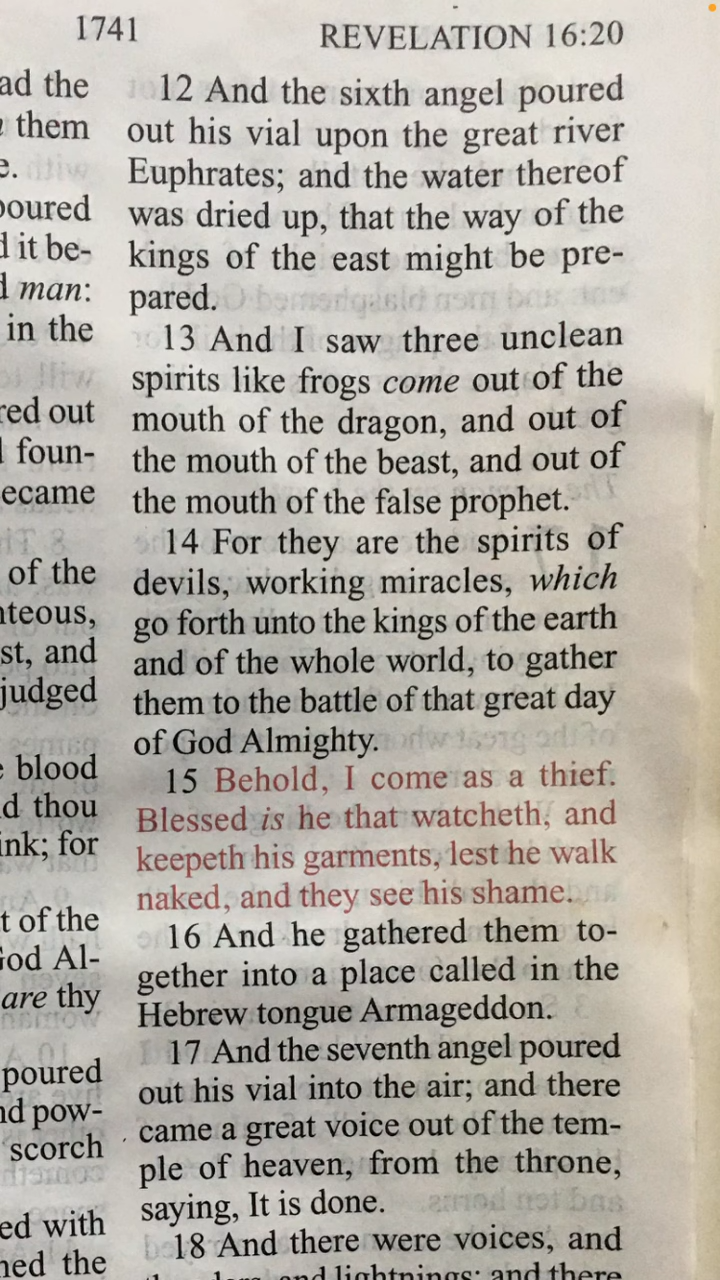 1741
REVELATION 16:20
ad the
them
e.
poured
d it be-
d man:
in the
red out
foun-
ecame
of the
hteous,
st, and
judged
e blood
d thou
ink; for
t of the
God Al-
are thy
poured
nd pow-
scorch
ed with
hed the
12 And the sixth angel poured
out his vial upon the great river
Euphrates; and the water thereof
was dried up, that the way of the
kings of the east might be pre-
pared.
13 And I saw three unclean
spirits like frogs come out of the
mouth of the dragon, and out of
the mouth of the beast, and out of
the mouth of the false prophet.
14 For they are the spirits of
devils, working miracles, which
go forth unto the kings of the earth
and of the whole world, to gather
them to the battle of that great day
of God Almighty.
15 Behold, I come as a thief.
Blessed is he that watcheth, and
keepeth his garments, lest he walk
naked, and they see his shame.
16 And he gathered them to-
gether into a place called in the
Hebrew tongue Armageddon.
17 And the seventh angel poured
out his vial into the air; and there
came a great voice out of the tem-
ple of heaven, from the throne,
saying, It is done.
18 And there were voices, and
and lightnings; and there